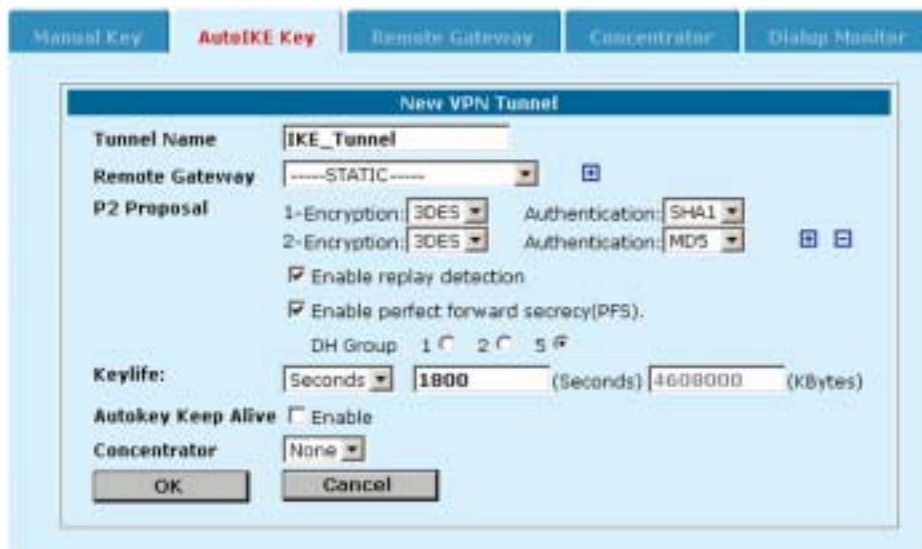 Manual Key AutoIKE Key Remote Gateway Concentrator Dialup Monitor
New VPN Tunnel
Tunnel Name IKE_Tunnel
Remote Gateway -----STATIC-----
P2 Proposal 1-Encryption: 3DES Authentication: SHA1
2-Encryption: 3DES Authentication: MD5
Enable replay detection
Enable perfect forward secrecy(PFS).
DH Group 1 2 5
Keylife: Seconds 1800 (Seconds) 4608000 (KBytes)
Autokey Keep Alive Enable
Concentrator None
OK Cancel